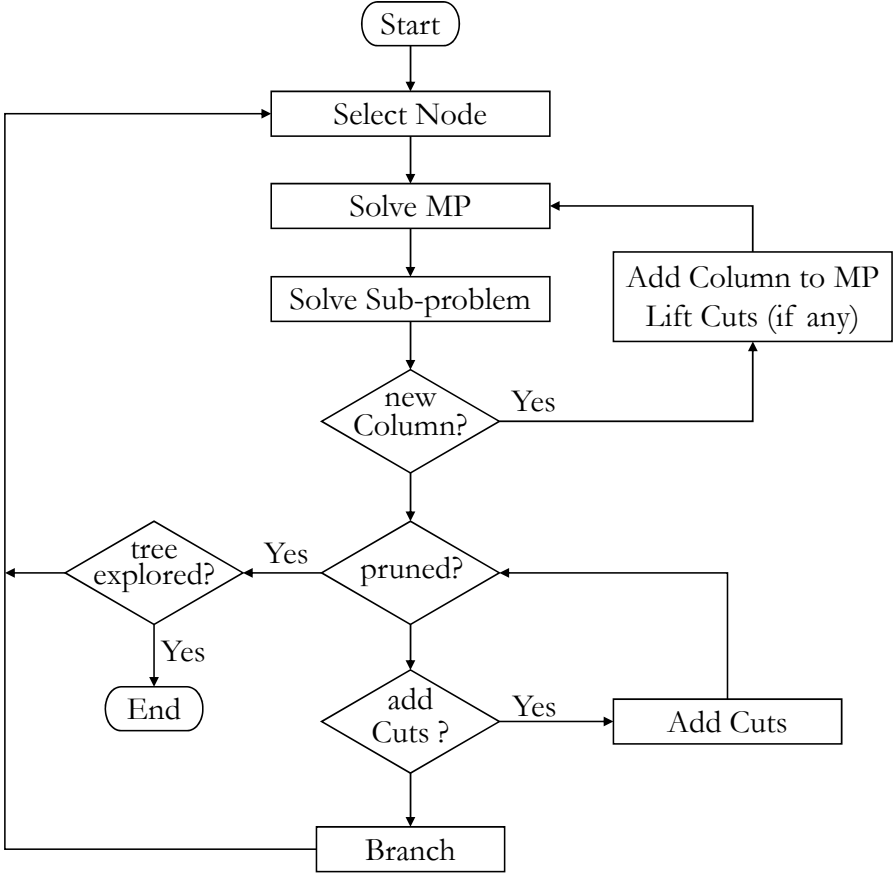 Start
Select Node
Solve MP
Add Column to MP
Lift Cuts (if any)
Solve Sub-problem
new
Column?
Yes
tree
explored?
Yes
pruned?
Yes
End
add
Cuts ?
Yes
Add Cuts
Branch